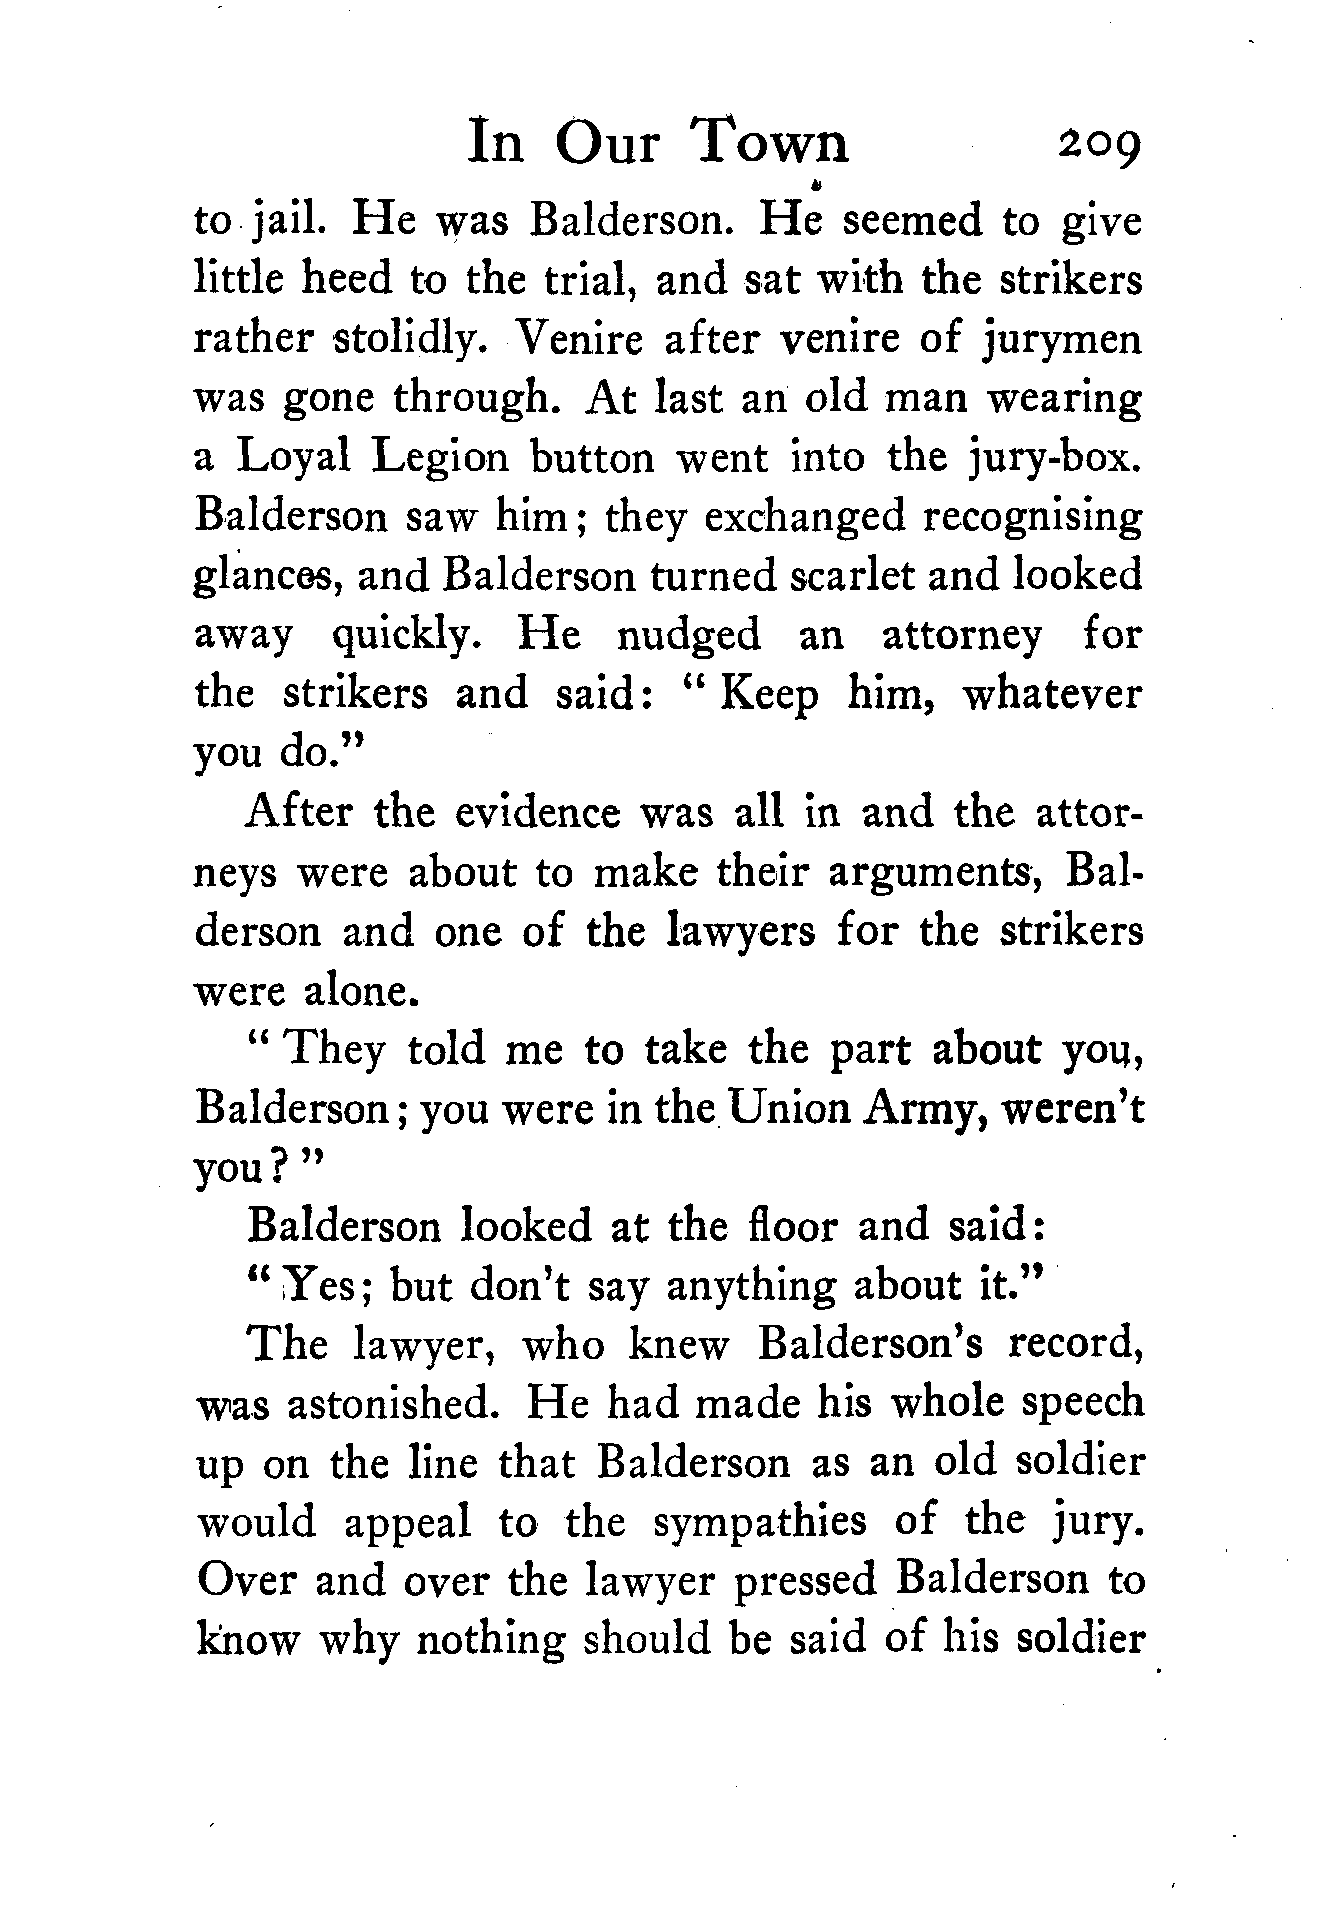 In Our Town 209
to jail. He was Balderson. He seemed to give
little heed to the trial, and sat with the strikers
rather stolidly. Venire after venire of jurymen
was gone through. At last an old man wearing
a Loyal Legion button went into the jury-box.
Balderson saw him; they exchanged recognising
glances, and Balderson turned scarlet and looked
away quickly. He nudged an attorney for
the strikers and said: “Keep him, whatever
you do.”
After the evidence was all in and the attor-
neys were about to make their arguments, Bal-
derson and one of the lawyers for the strikers
were alone.
“They told me to take the part about you,
Balderson; you were in the Union Army, weren't
you?”
Balderson looked at the floor and said:
“Yes; but don't say anything about it.”
The lawyer, who knew Balderson's record,
was astonished. He had made his whole speech
up on the line that Balderson as an old soldier
would appeal to the sympathies of the jury.
Over and over the lawyer pressed Balderson to
know why nothing should be said of his soldier